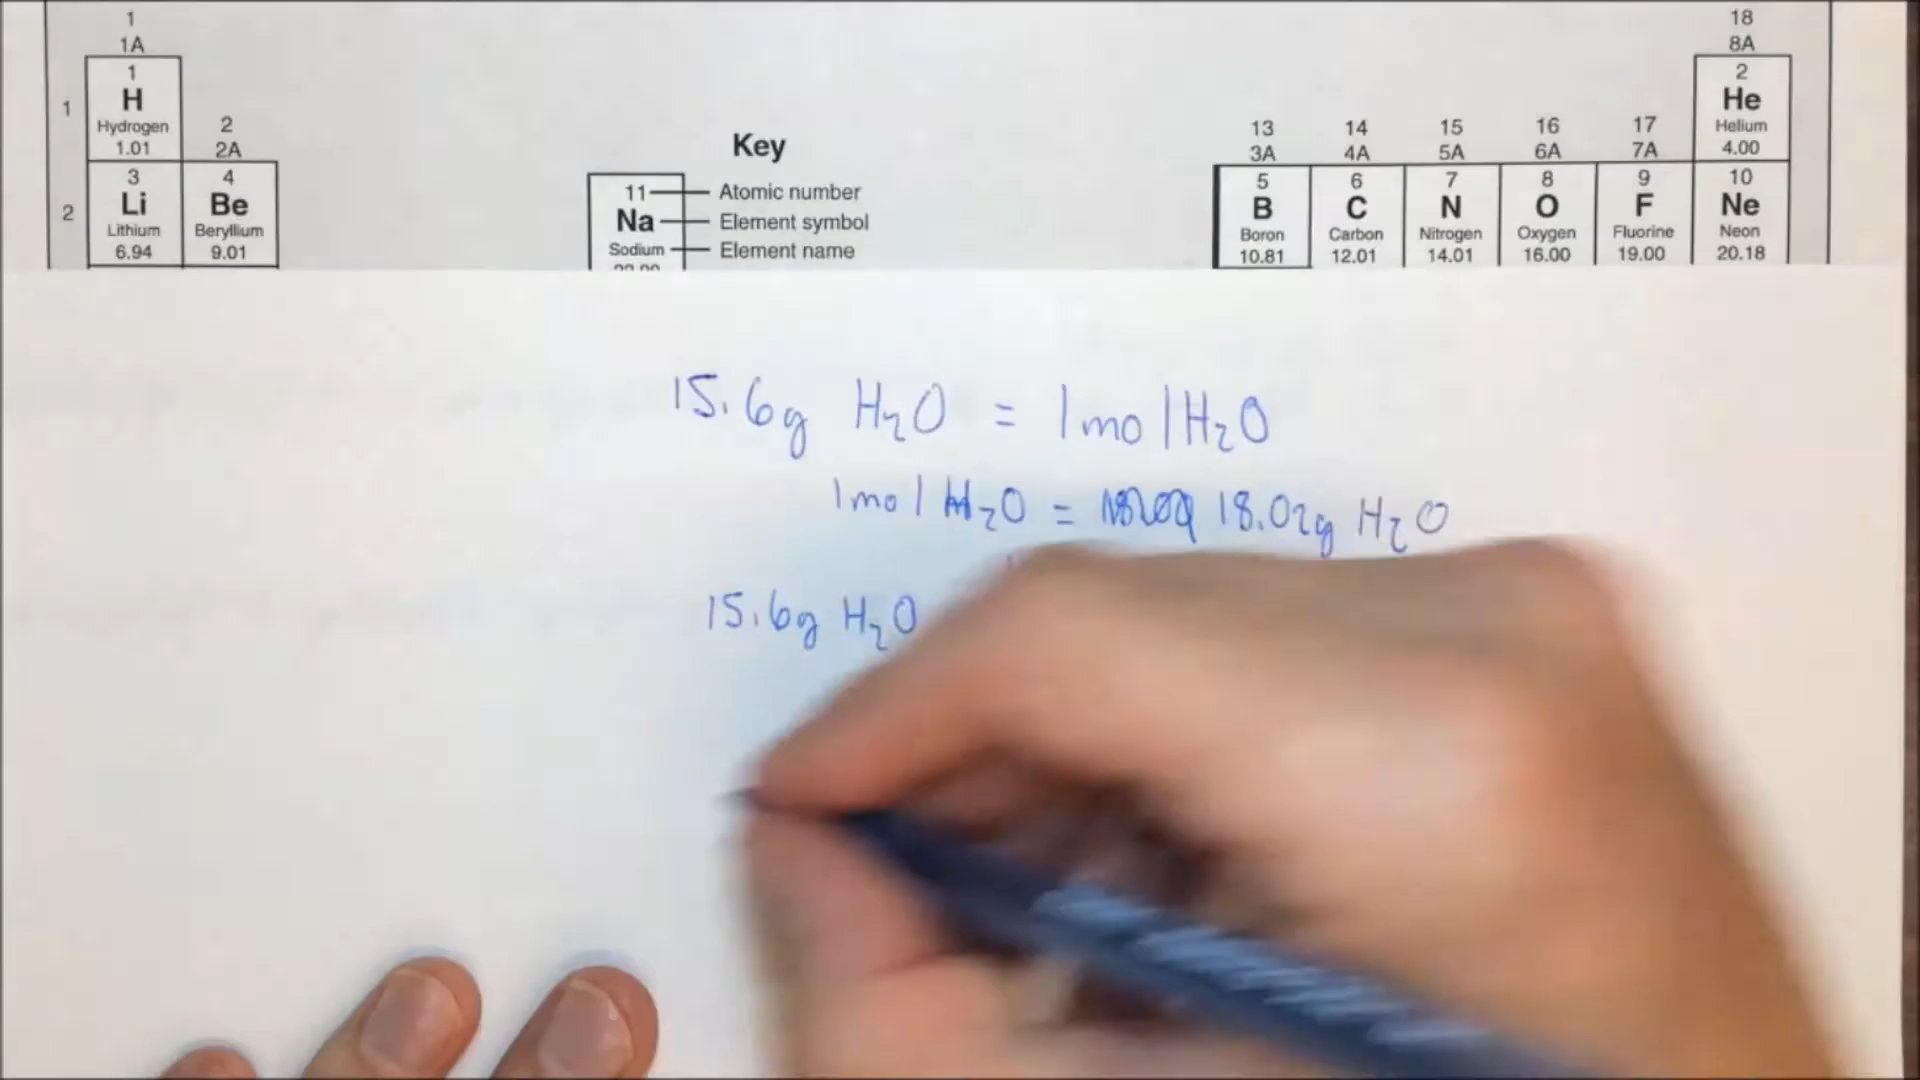 1 18
1A 8A
1 2
H He
1 Hydrogen 2 13 14 15 16 17 Helium
1.01 2A Key 3A 4A 5A 6A 7A 4.00
3 4 11 Atomic number 5 6 7 8 9 10
2 Li Be Na Element symbol B C N O F Ne
Lithium Beryllium Sodium Element name Boron Carbon Nitrogen Oxygen Fluorine Neon
6.94 9.01 10.81 12.01 14.01 16.00 19.00 20.18
15.6g H₂O = 1mol H₂O
1mol H₂O = 18.02g H₂O
15.6g H₂O